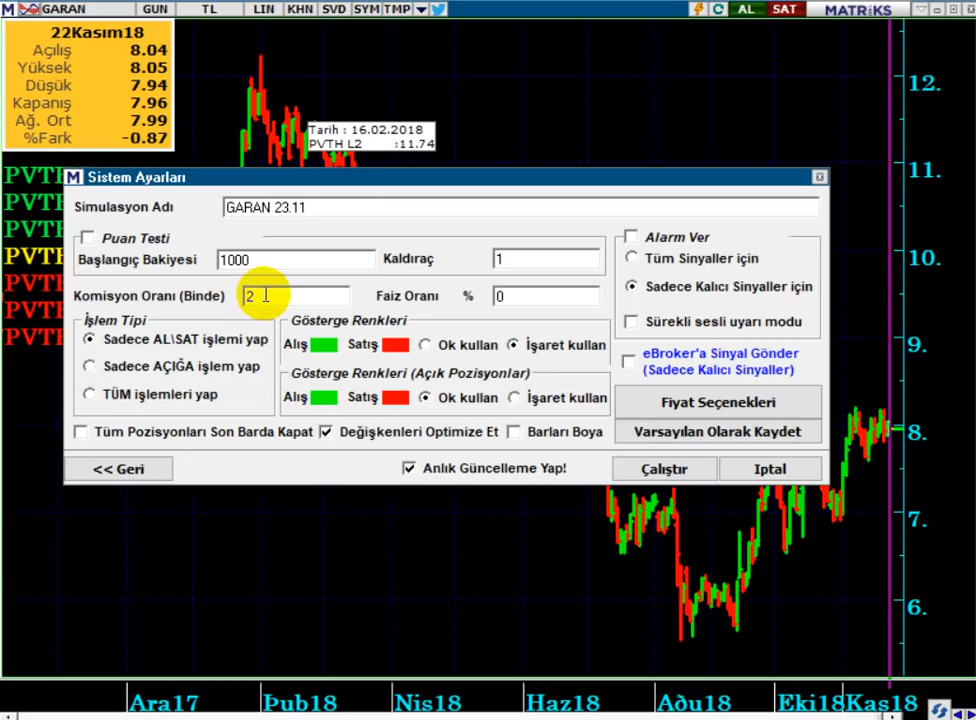 M GARAN GUN TL LIN KHN SVD SYM TMP AL SAT MATRİKS
22Kasım18
Açılış 8.04
Yüksek 8.05
Düşük 7.94
Kapanış 7.96
Ağ. Ort 7.99
%Fark -0.87
12.
Tarih : 16.02.2018
PVTH L2 :11.74
11.
PVTH
PVTH
PVTH
PVTH
PVTH
PVTH
PVTH
M Sistem Ayarları
Simulasyon Adı GARAN 23.11
Puan Testi
Başlangıç Bakiyesi 1000 Kaldıraç 1
Komisyon Oranı (Binde) 2 Faiz Oranı % 0
İşlem Tipi
Sadece AL\SAT işlemi yap
Sadece AÇIĞA işlem yap
TÜM işlemleri yap
Gösterge Renkleri
Alış Satış Ok kullan İşaret kullan
Gösterge Renkleri (Açık Pozisyonlar)
Alış Satış Ok kullan İşaret kullan
Alarm Ver
Tüm Sinyaller için
Sadece Kalıcı Sinyaller için
Sürekli sesli uyarı modu
eBroker'a Sinyal Gönder
(Sadece Kalıcı Sinyaller)
Fiyat Seçenekleri
Varsayılan Olarak Kaydet
Tüm Pozisyonları Son Barda Kapat Değişkenleri Optimize Et Barları Boya
<< Geri Anlık Güncelleme Yap! Çalıştır Iptal
10.
9.
8.
7.
6.
Ara17 Þub18 Nis18 Haz18 Aðu18 Eki18 Kas18